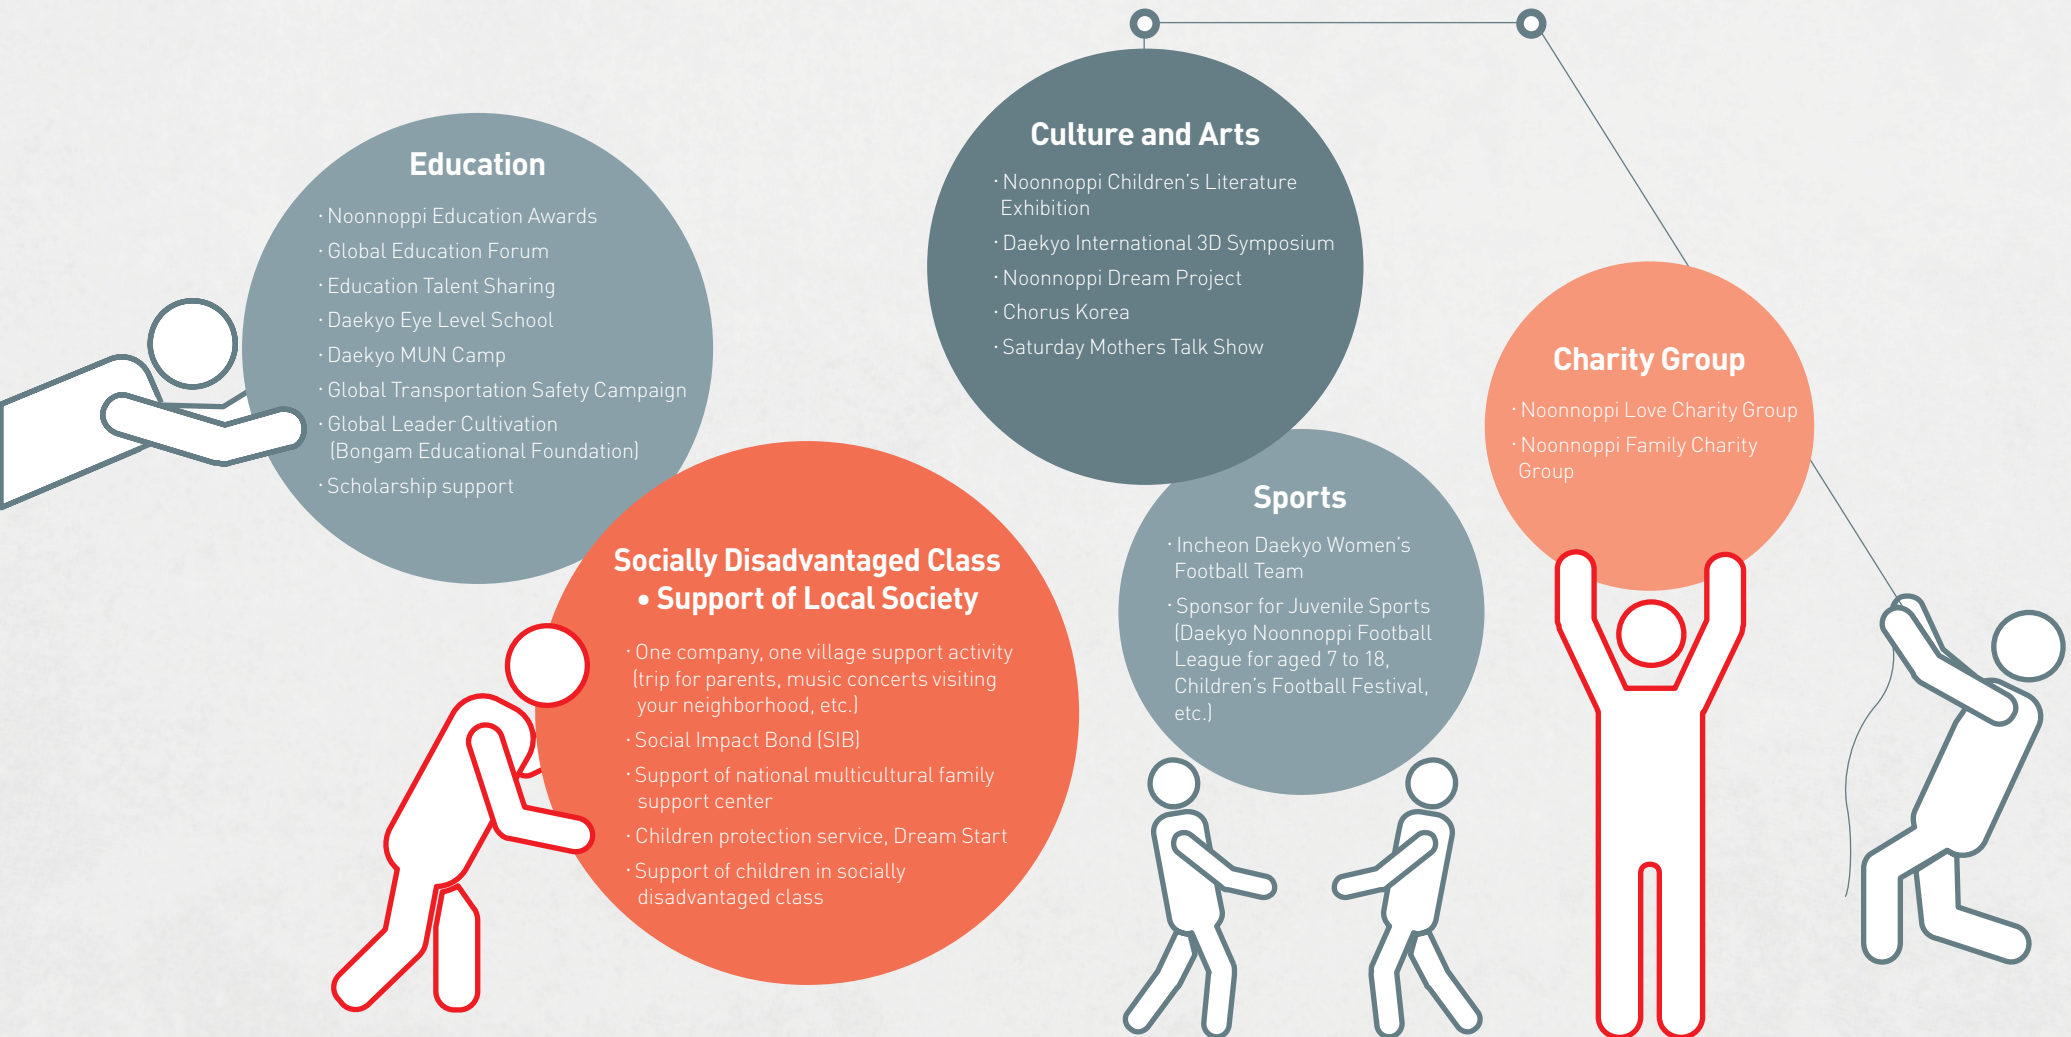 Education
· Noonnoppi Education Awards
· Global Education Forum
· Education Talent Sharing
· Daekyo Eye Level School
· Daekyo MUN Camp
· Global Transportation Safety Campaign
· Global Leader Cultivation
(Bongam Educational Foundation)
· Scholarship support
Socially Disadvantaged Class
• Support of Local Society
· One company, one village support activity
(trip for parents, music concerts visiting
your neighborhood, etc.)
· Social Impact Bond (SIB)
· Support of national multicultural family
support center
· Children protection service, Dream Start
· Support of children in socially
disadvantaged class
Culture and Arts
· Noonnoppi Children’s Literature
Exhibition
· Daekyo International 3D Symposium
· Noonnoppi Dream Project
· Chorus Korea
· Saturday Mothers Talk Show
Sports
· Incheon Daekyo Women’s
Football Team
· Sponsor for Juvenile Sports
(Daekyo Noonnoppi Football
League for aged 7 to 18,
Children’s Football Festival,
etc.)
Charity Group
· Noonnoppi Love Charity Group
· Noonnoppi Family Charity
Group